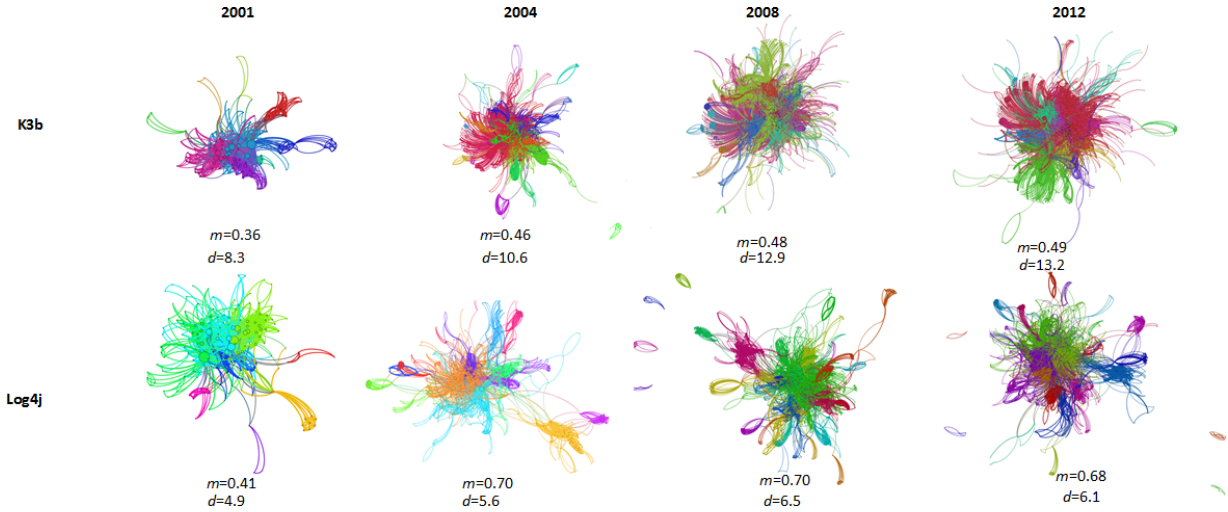 2001 2004 2008 2012
K3b
m=0.36 m=0.46 m=0.48 m=0.49
d=8.3 d=10.6 d=12.9 d=13.2
Log4j
m=0.41 m=0.70 m=0.70 m=0.68
d=4.9 d=5.6 d=6.5 d=6.1